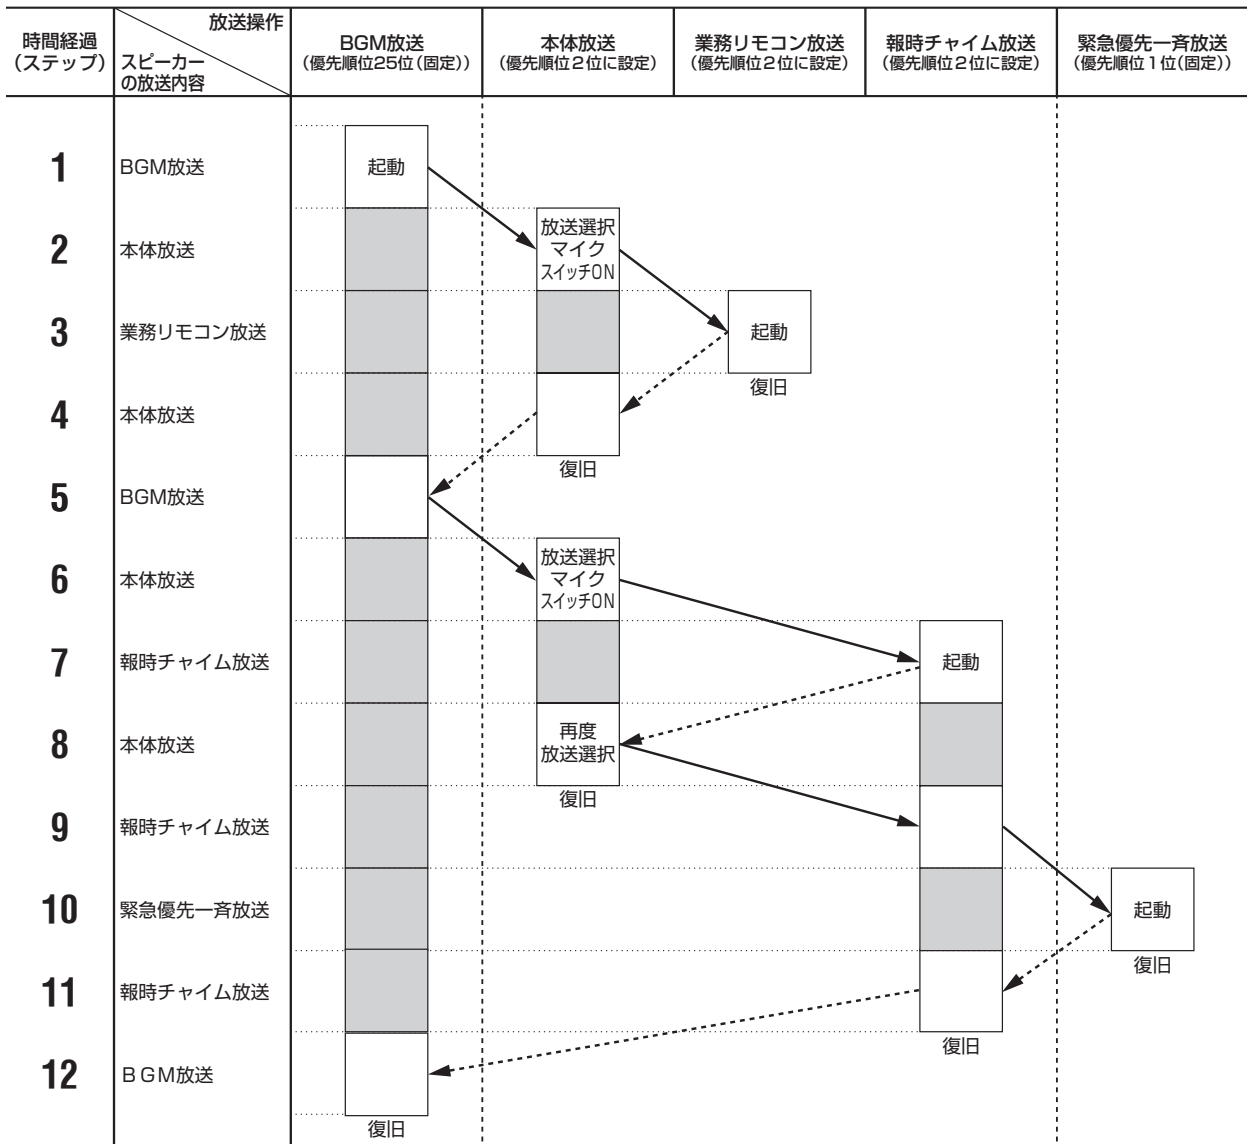 放送操作
時間経過
(ステップ)
スピーカー
の放送内容
BGM放送
(優先順位25位(固定))
本体放送
(優先順位2位に設定)
業務リモコン放送
(優先順位2位に設定)
報時チャイム放送
(優先順位2位に設定)
緊急優先一斉放送
(優先順位1位(固定))
1 BGM放送 起動
2 本体放送 放送選択
マイク
スイッチON
3 業務リモコン放送 起動
復旧
4 本体放送
復旧
5 BGM放送
6 本体放送 放送選択
マイク
スイッチON
7 報時チャイム放送 起動
8 本体放送 再度
放送選択
復旧
9 報時チャイム放送
10 緊急優先一斉放送 起動
復旧
11 報時チャイム放送
復旧
12 BGM放送
復旧